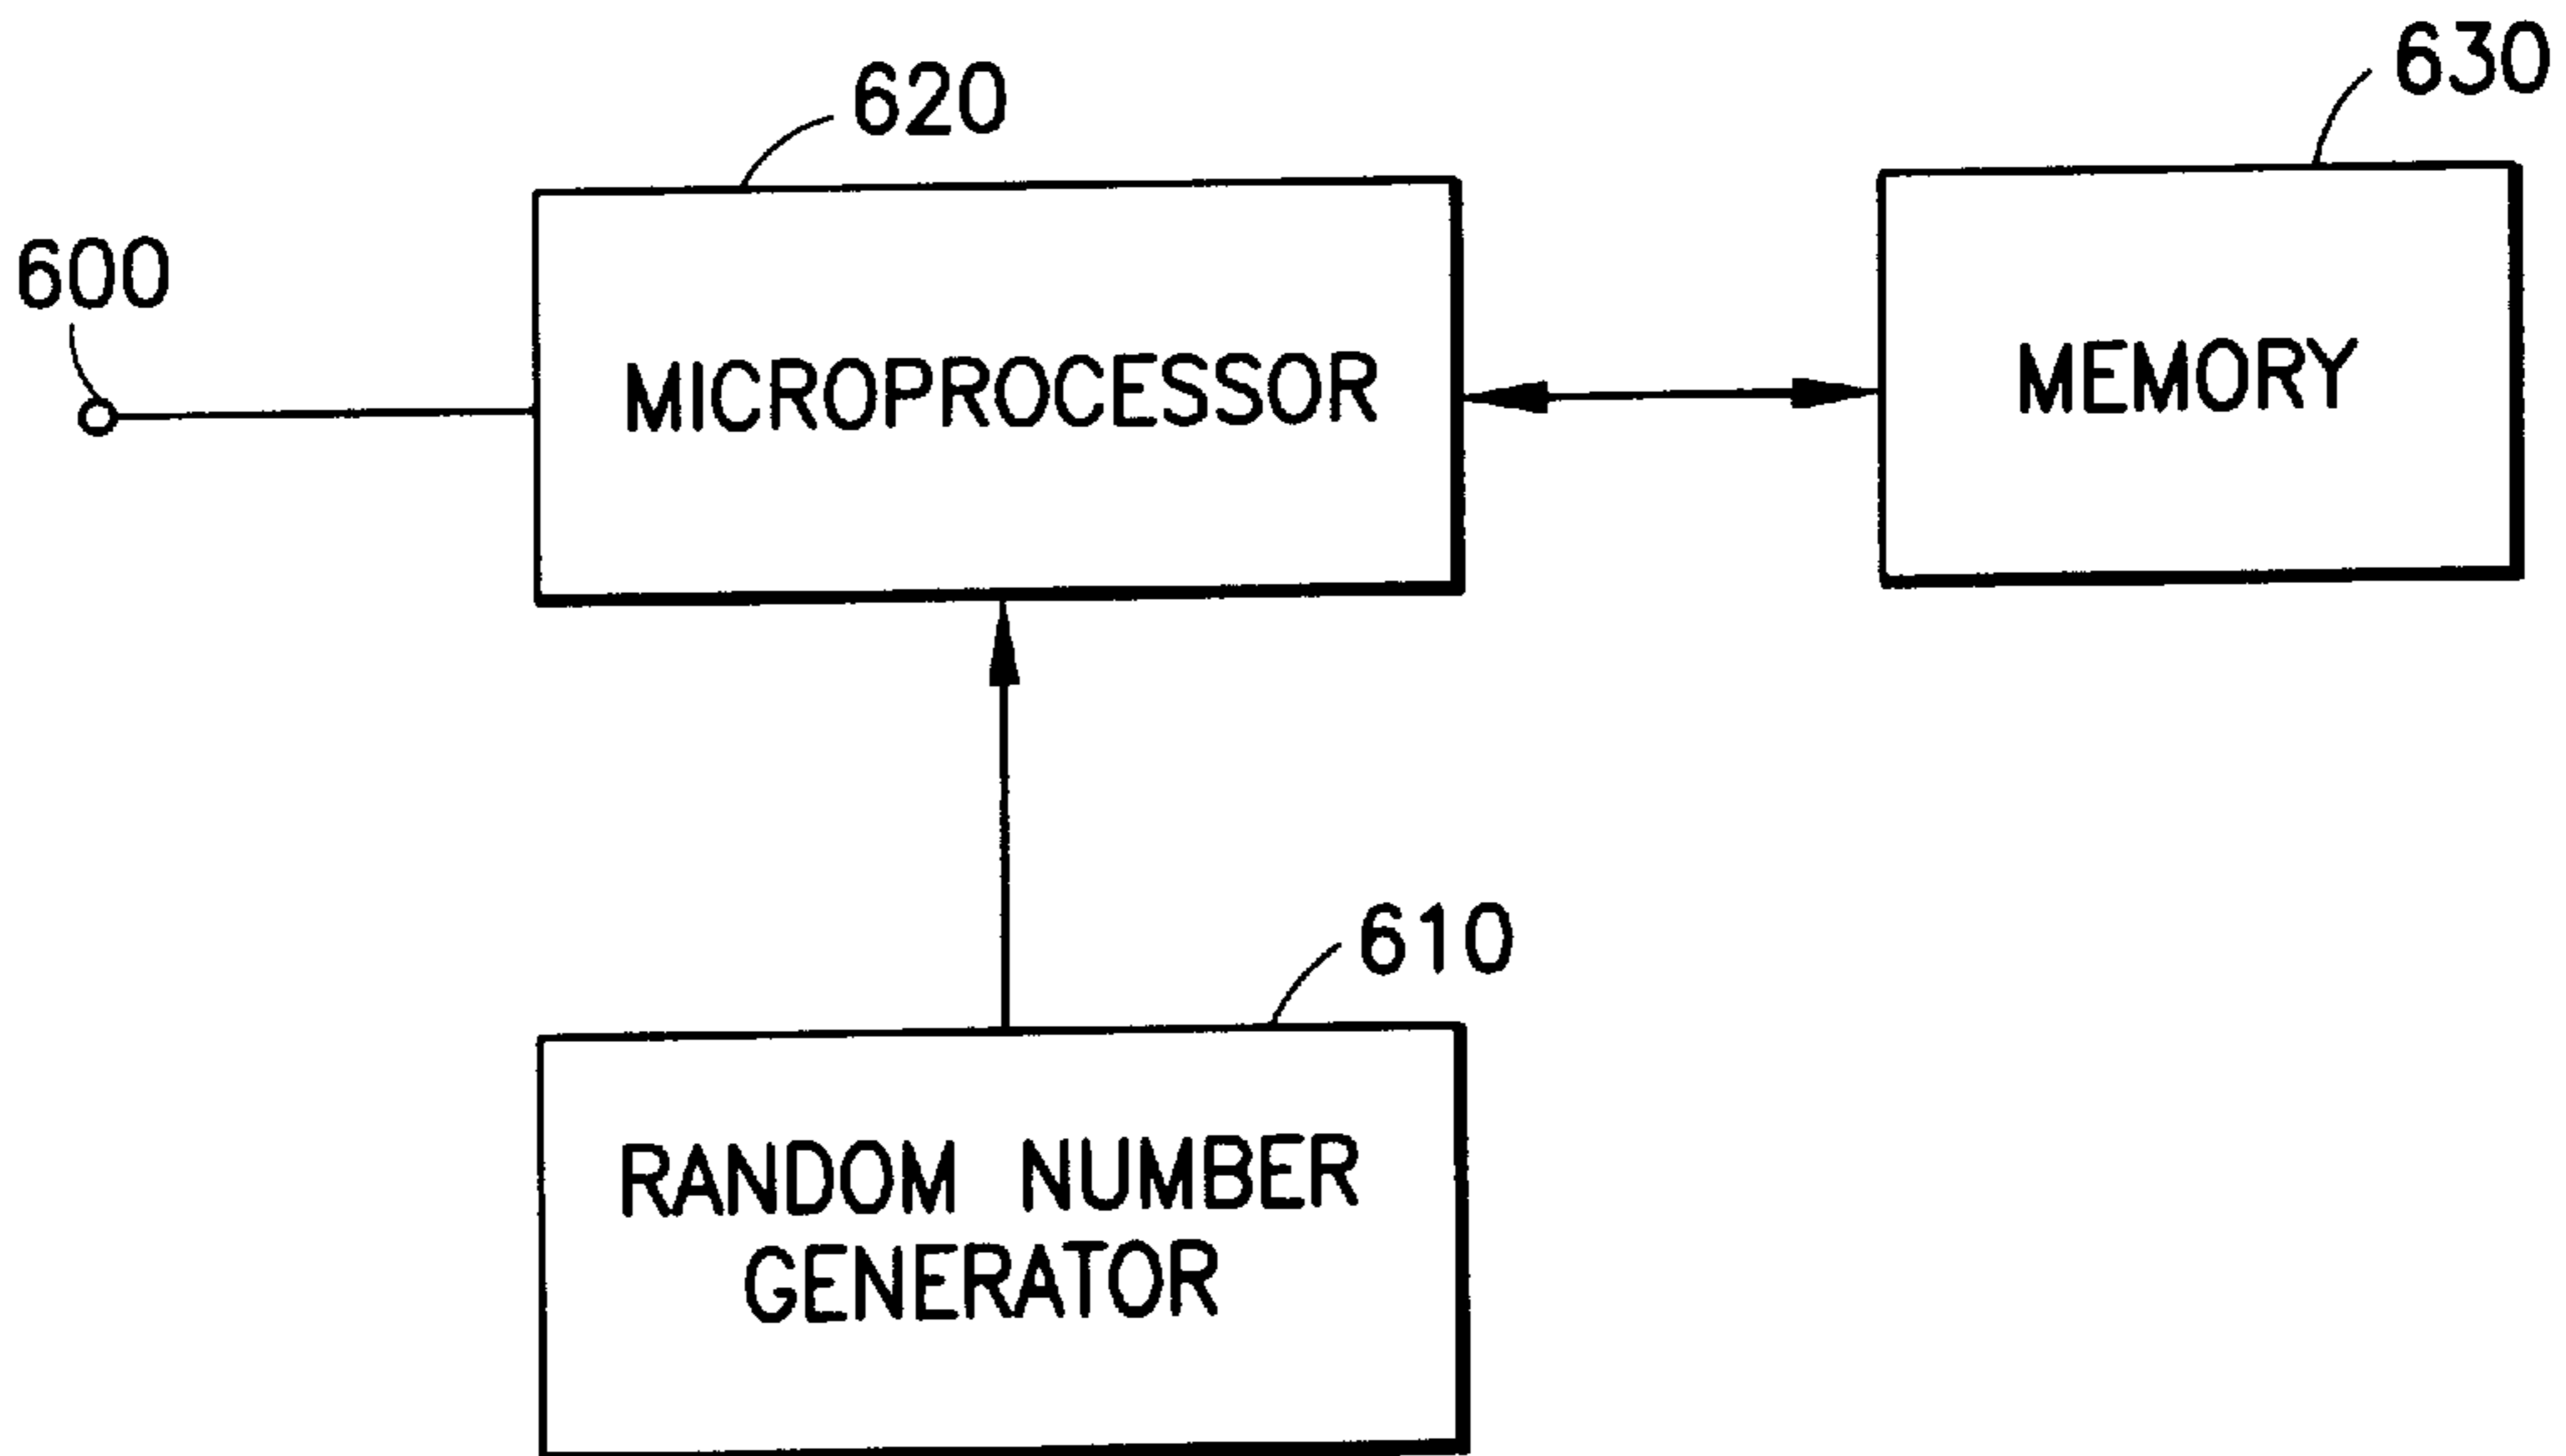 630
620
600
MICROPROCESSOR
MEMORY
610
RANDOM NUMBER
GENERATOR